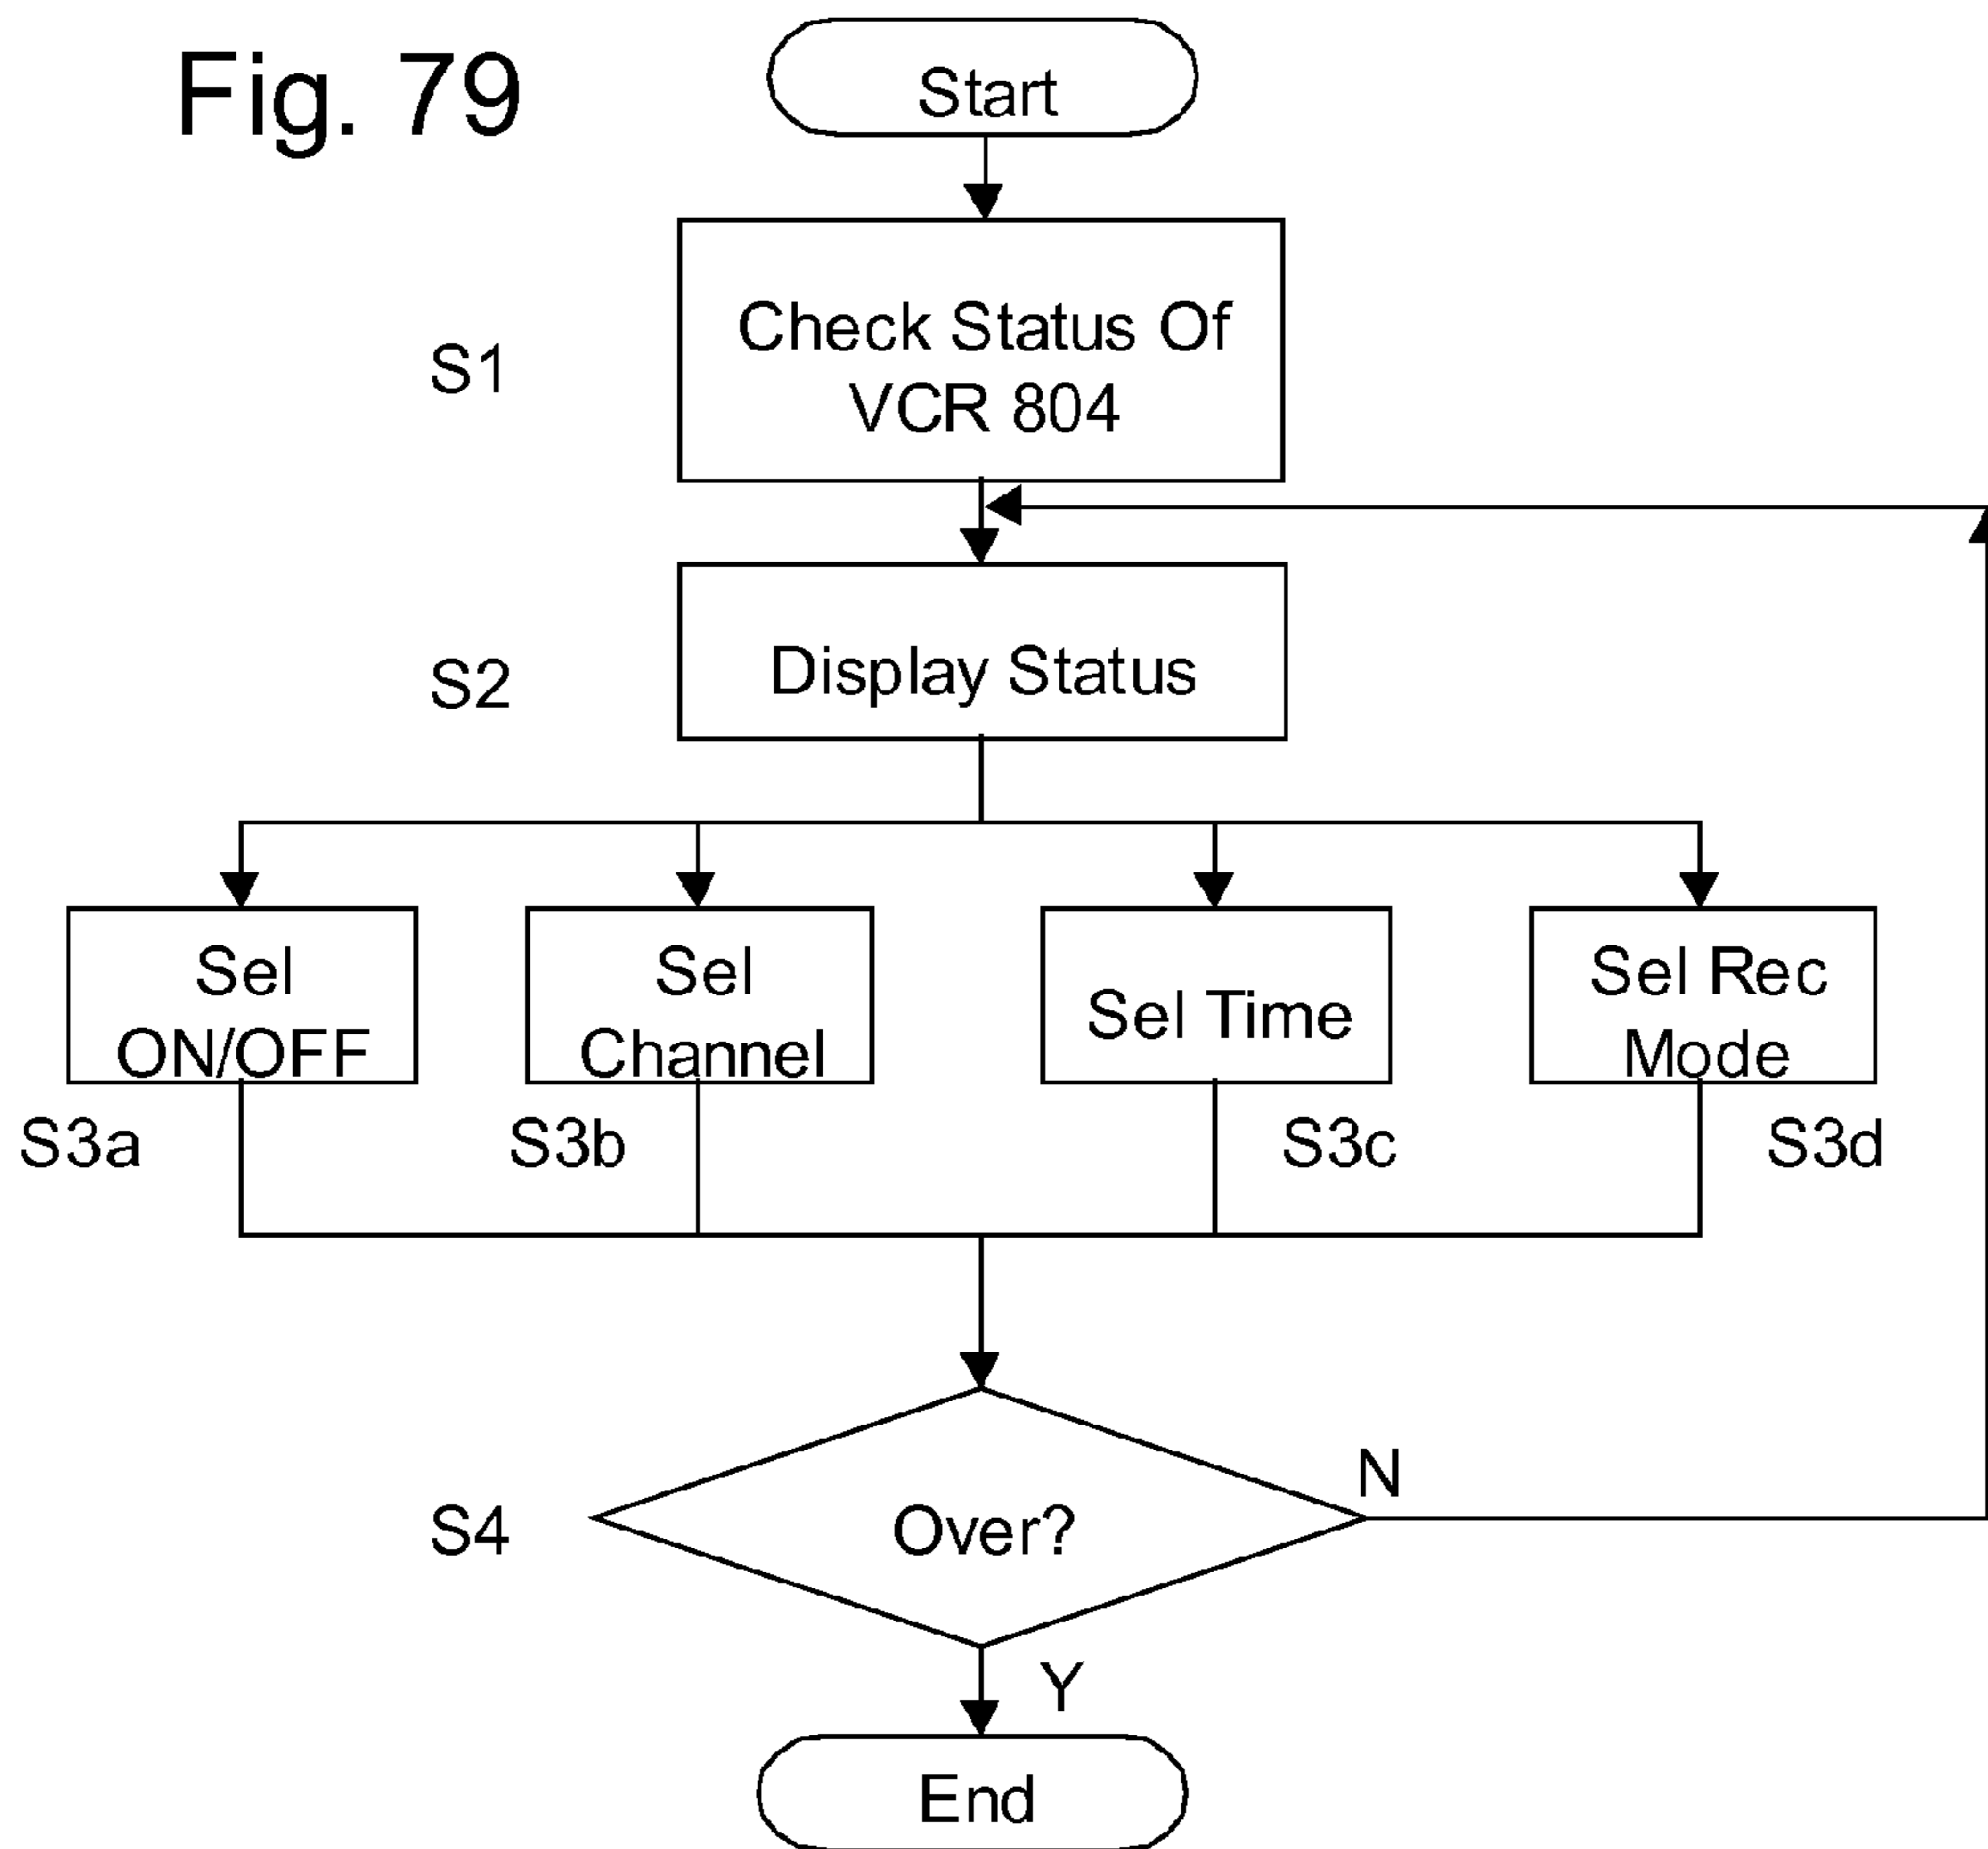 Fig. 79
Start
S1
Check Status Of
VCR 804
S2
Display Status
Sel
ON/OFF
Sel
Channel
Sel Time
Sel Rec
Mode
S3a
S3b
S3c
S3d
S4
Over?
N
Y
End